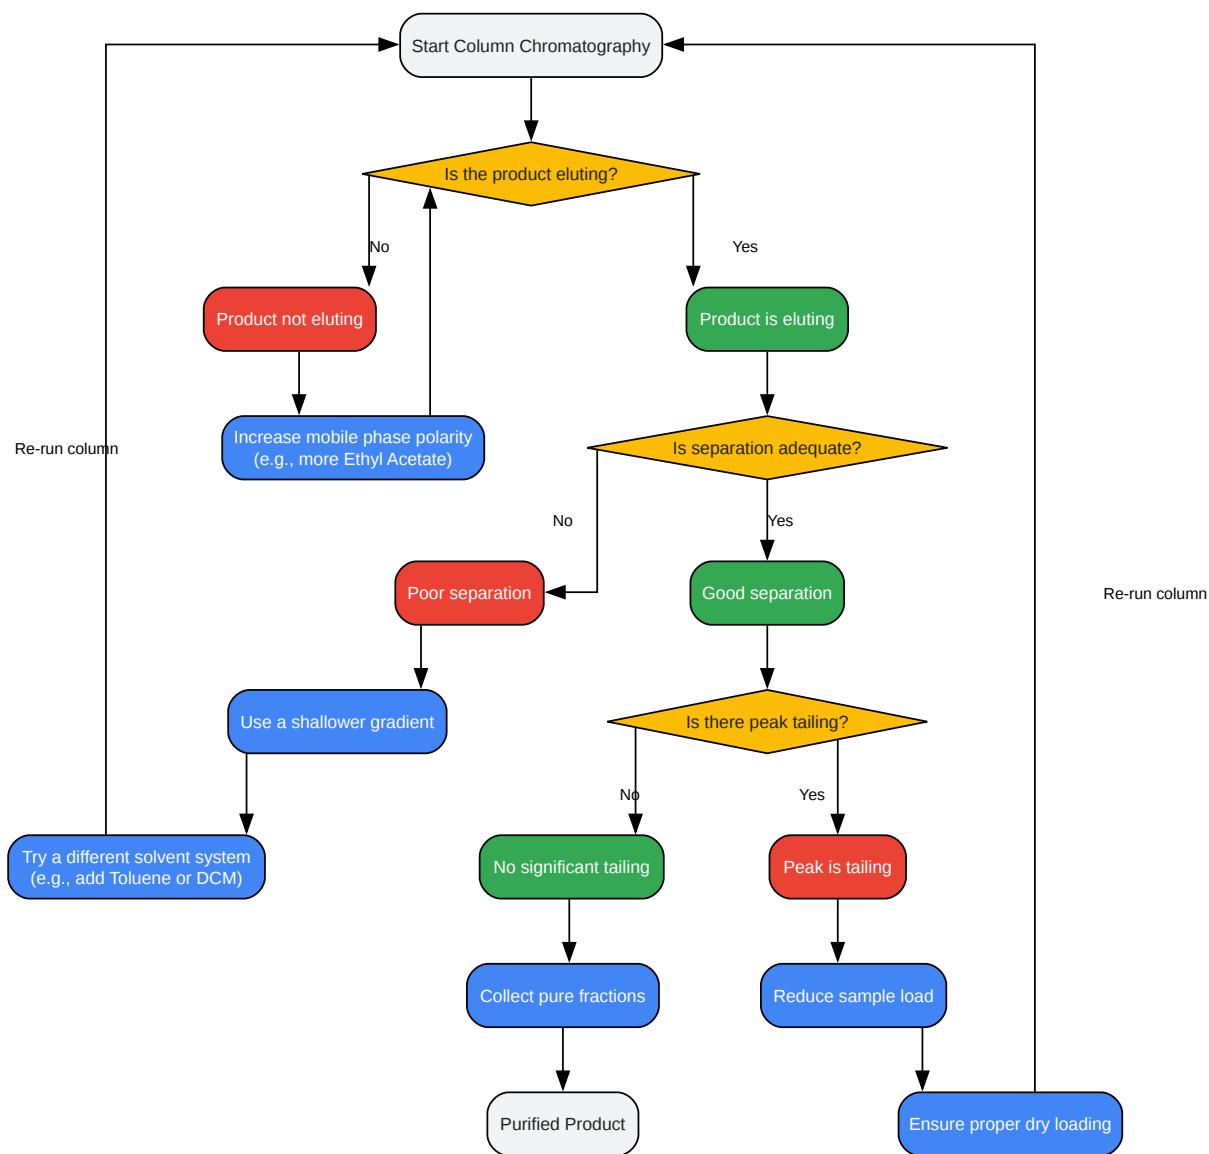 Start Column Chromatography
Is the product eluting?
No
Yes
Product not eluting
Product is eluting
Increase mobile phase polarity
(e.g., more Ethyl Acetate)
Re-run column
Is separation adequate?
No
Yes
Poor separation
Good separation
Re-run column
Use a shallower gradient
Is there peak tailing?
No
Yes
Try a different solvent system
(e.g., add Toluene or DCM)
No significant tailing
Peak is tailing
Collect pure fractions
Reduce sample load
Purified Product
Ensure proper dry loading